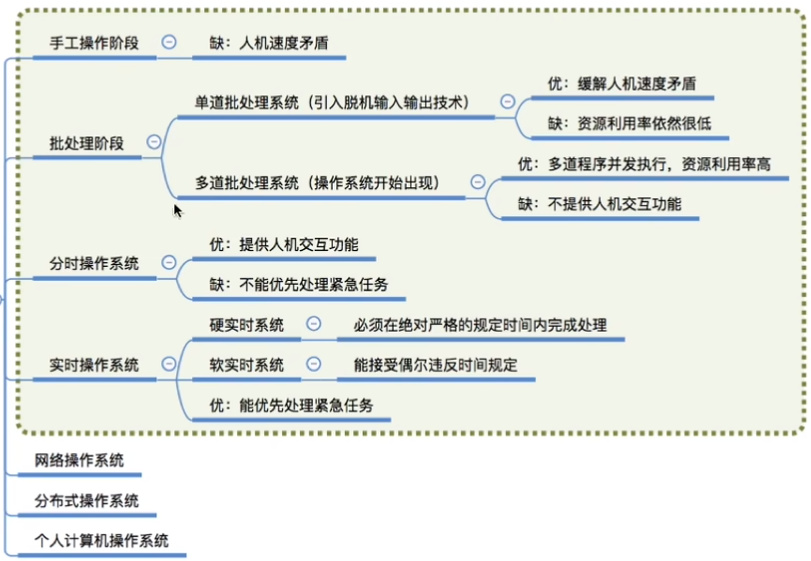 手工操作阶段
缺：人机速度矛盾
批处理阶段
单道批处理系统（引入脱机输入输出技术）
优：缓解人机速度矛盾
缺：资源利用率依然很低
多道批处理系统（操作系统开始出现）
优：多道程序并发执行，资源利用率高
缺：不提供人机交互功能
分时操作系统
优：提供人机交互功能
缺：不能优先处理紧急任务
实时操作系统
硬实时系统
必须在绝对严格的规定时间内完成处理
软实时系统
能接受偶尔违反时间规定
优：能优先处理紧急任务
网络操作系统
分布式操作系统
个人计算机操作系统